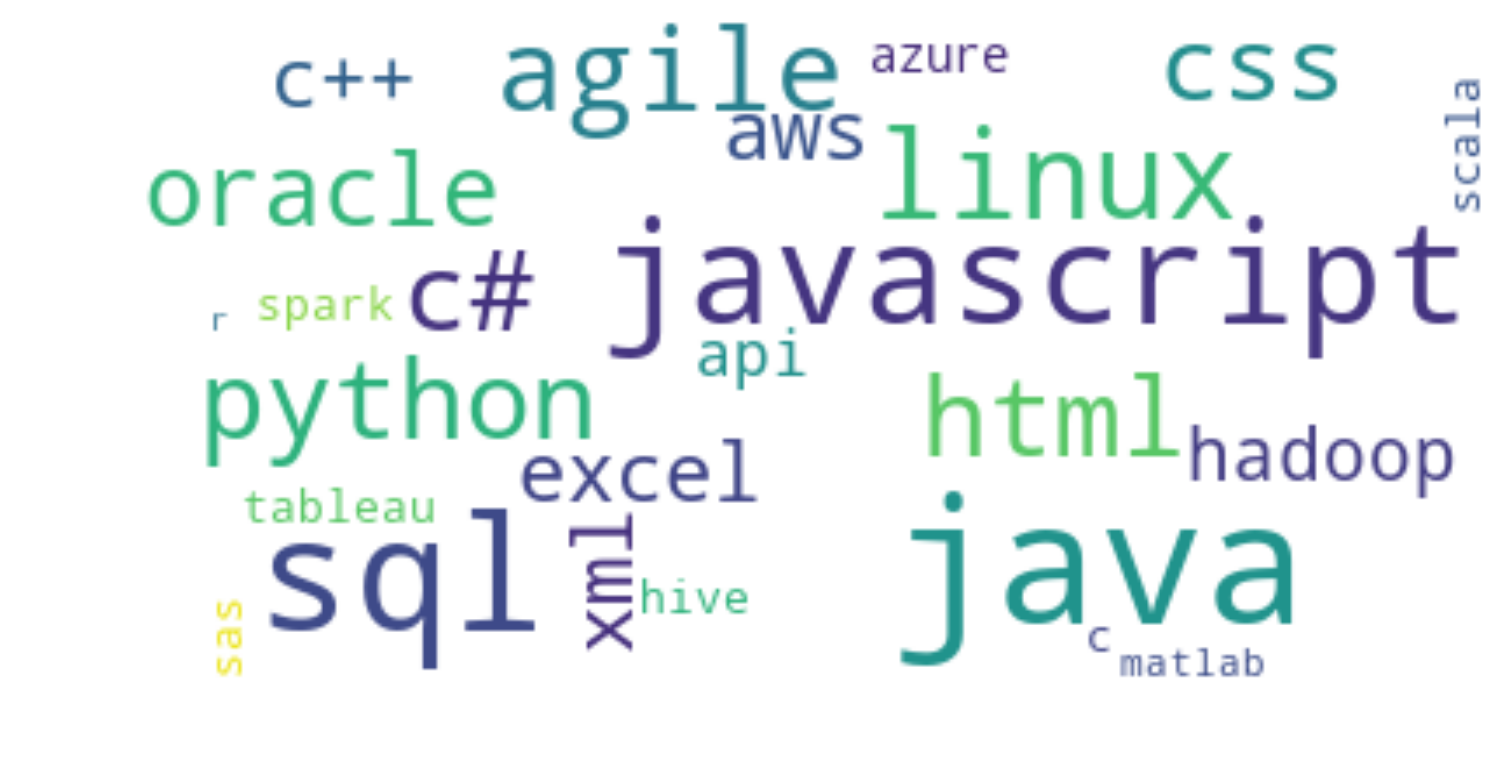 c++
agile
azure
css
aws
scala
oracle
linux
javascript
c#
spark
r
api
python
html
hadoop
excel
tableau
sql
xml
java
hive
sas
c
matlab